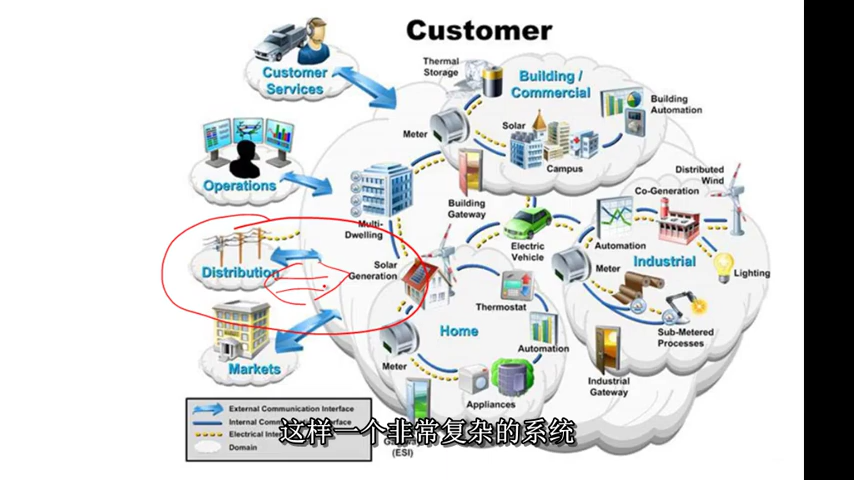 Customer
Customer
Services
Thermal
Storage
Building /
Commercial
Building
Automation
Meter
Solar
Campus
Operations
Building
Gateway
Multi-
Dwelling
Distributed
Wind
Co-Generation
Electric
Vehicle
Automation
Industrial
Meter
Lighting
Distribution
Solar
Generation
Thermostat
Sub-Metered
Processes
Home
Automation
Markets
Meter
Appliances
Industrial
Gateway
External Communication Interface
Internal
Electrical
Domain
(ESI)
这样一个非常复杂的系统